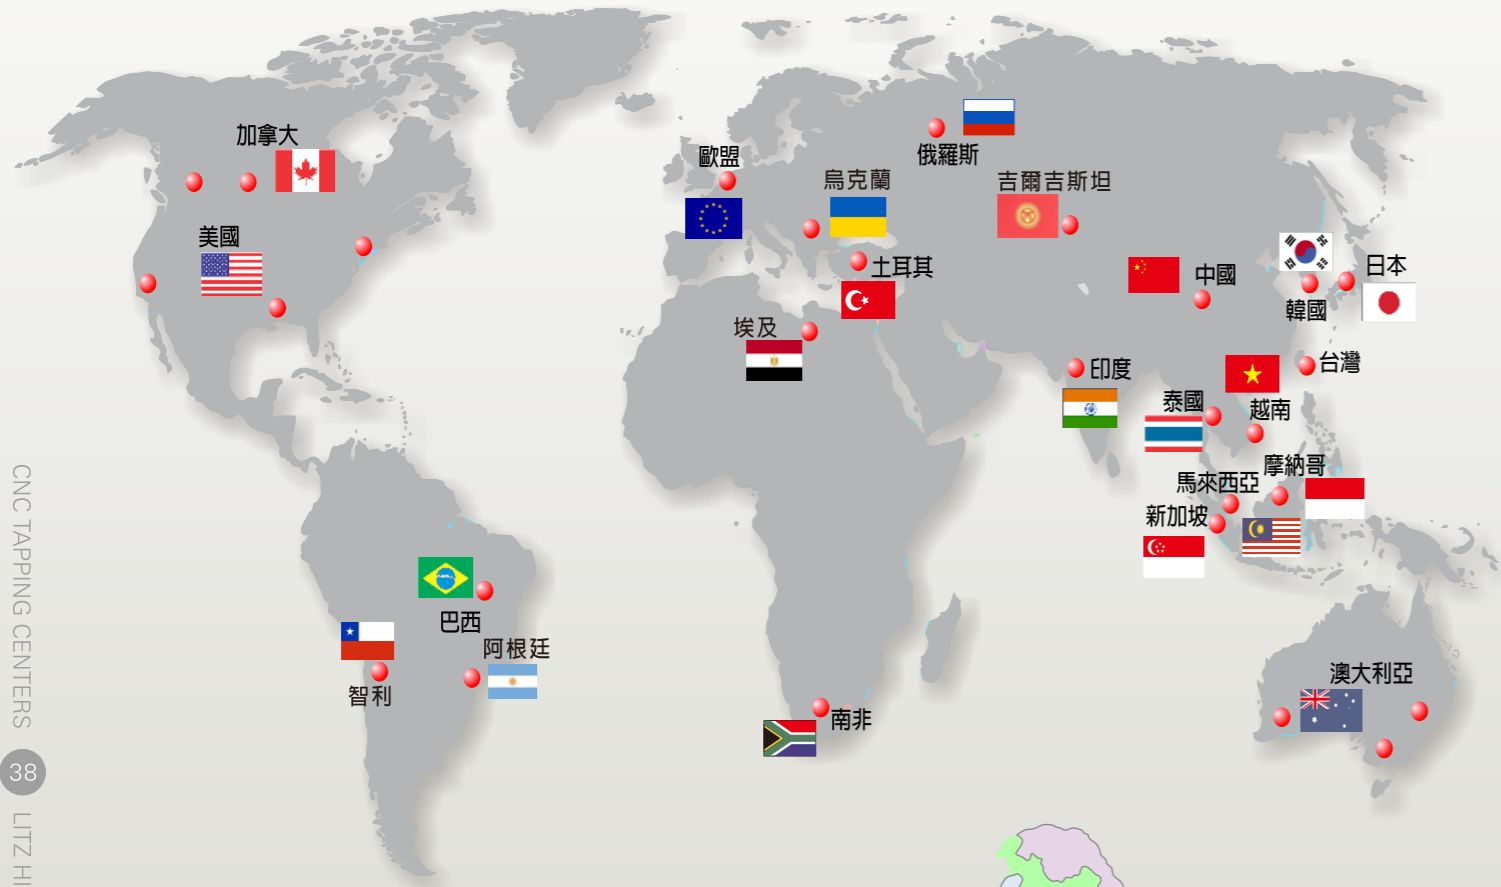 加拿大
美國
歐盟
俄羅斯
烏克蘭
吉爾吉斯坦
土耳其
埃及
中國
韓國
日本
台灣
印度
泰國
越南
馬來西亞
摩納哥
新加坡
巴西
阿根廷
智利
南非
澳大利亞
CNC TAPPING CENTERS
38
LITZ HI